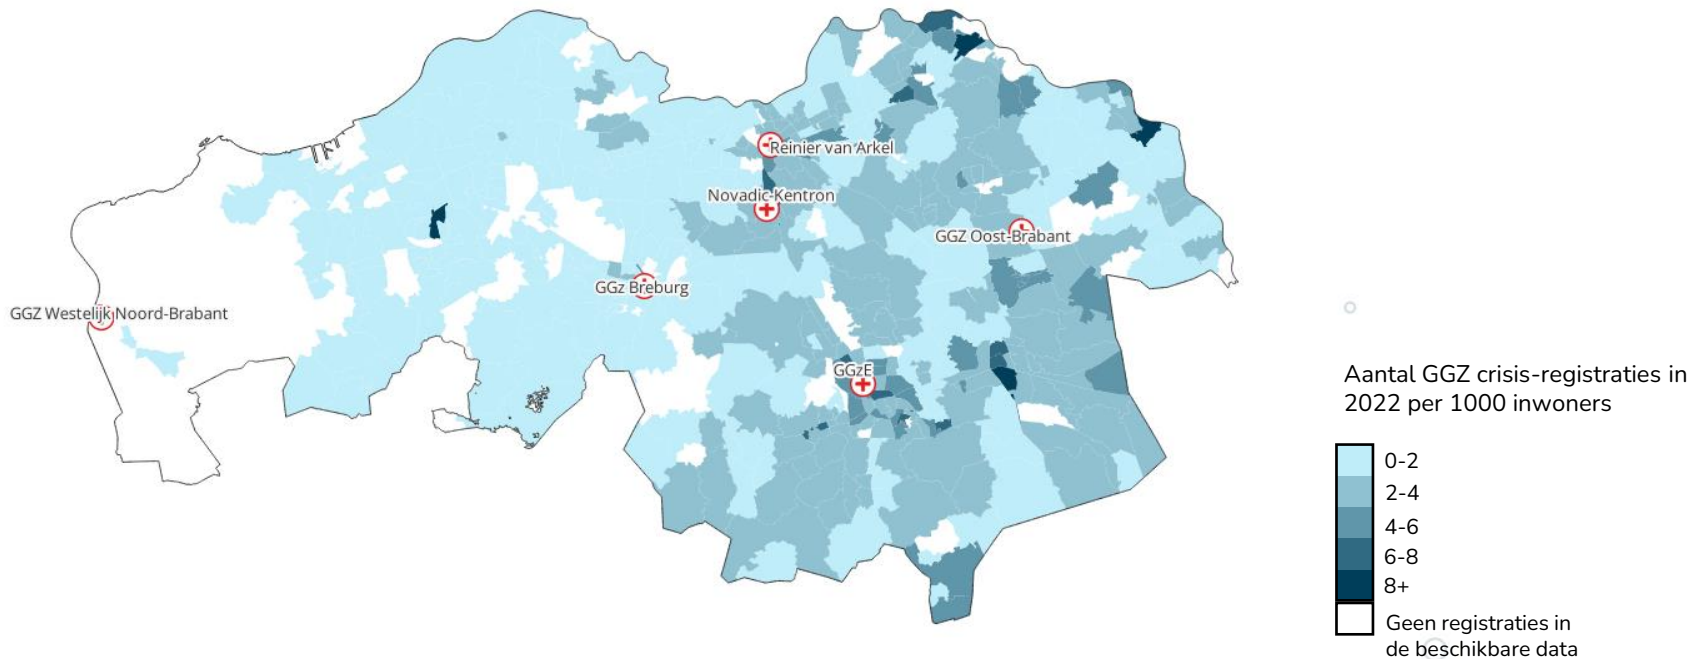 Reinier van Arkel
Novadic-Kentron
GGZ Oost-Brabant
GGz Breburg
GGZ Westelijk Noord-Brabant
GGzE
Aantal GGZ crisis-registraties in
2022 per 1000 inwoners
0-2
2-4
4-6
6-8
8+
Geen registraties in
de beschikbare data